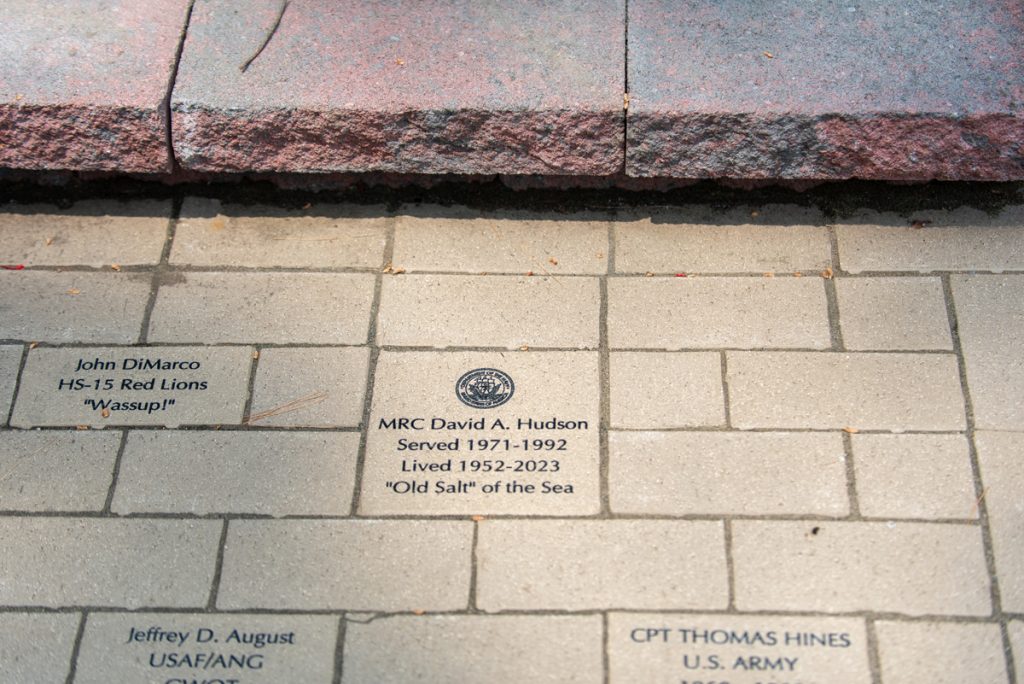 John DiMarco
HS-15 Red Lions
"Wassup!"
MRC David A. Hudson
Served 1971-1992
Lived 1952-2023
"Old Salt" of the Sea
Jeffrey D. August
USAF/ANG
GWOT
CPT THOMAS HINES
U.S. ARMY